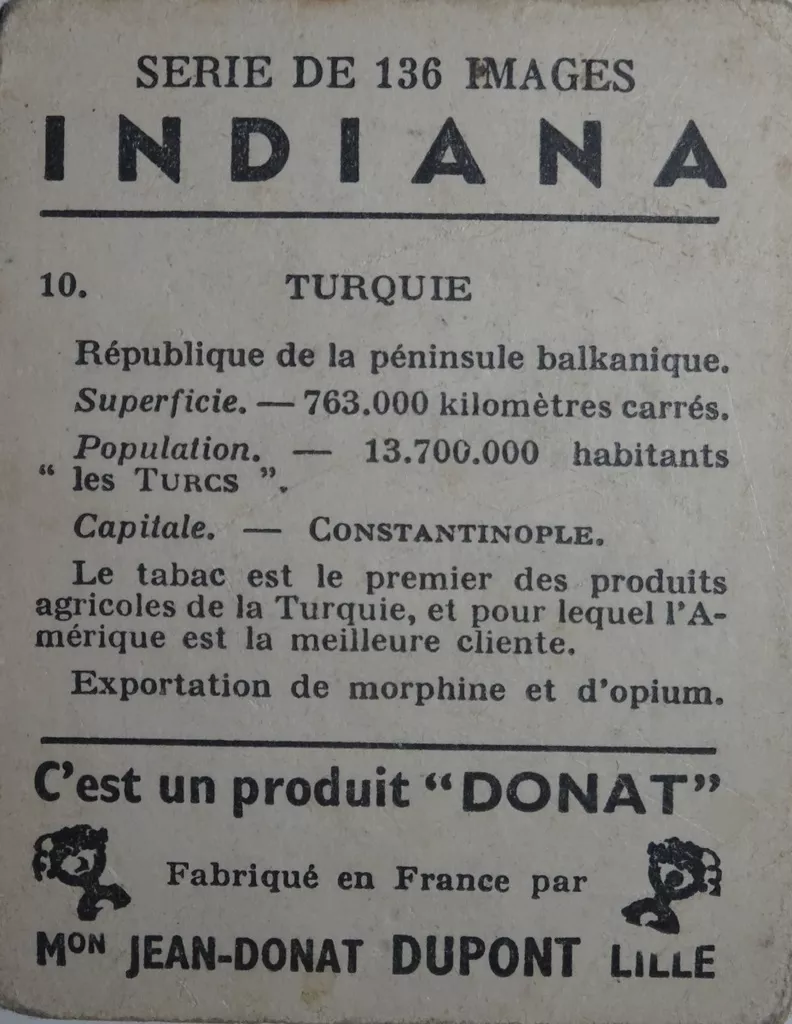 SERIE DE 136 IMAGES
INDIANA
10. TURQUIE
République de la péninsule balkanique.
Superficie. — 763.000 kilomètres carrés.
Population. — 13.700.000 habitants
“ les TURCS ”.
Capitale. — CONSTANTINOPLE.
Le tabac est le premier des produits
agricoles de la Turquie, et pour lequel l'A-
mérique est la meilleure cliente.
Exportation de morphine et d'opium.
C'est un produit “DONAT”
Fabriqué en France par
MON JEAN-DONAT DUPONT LILLE